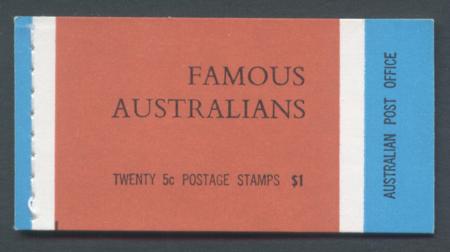 FAMOUS
AUSTRALIANS
TWENTY 5c POSTAGE STAMPS $1
AUSTRALIAN POST OFFICE